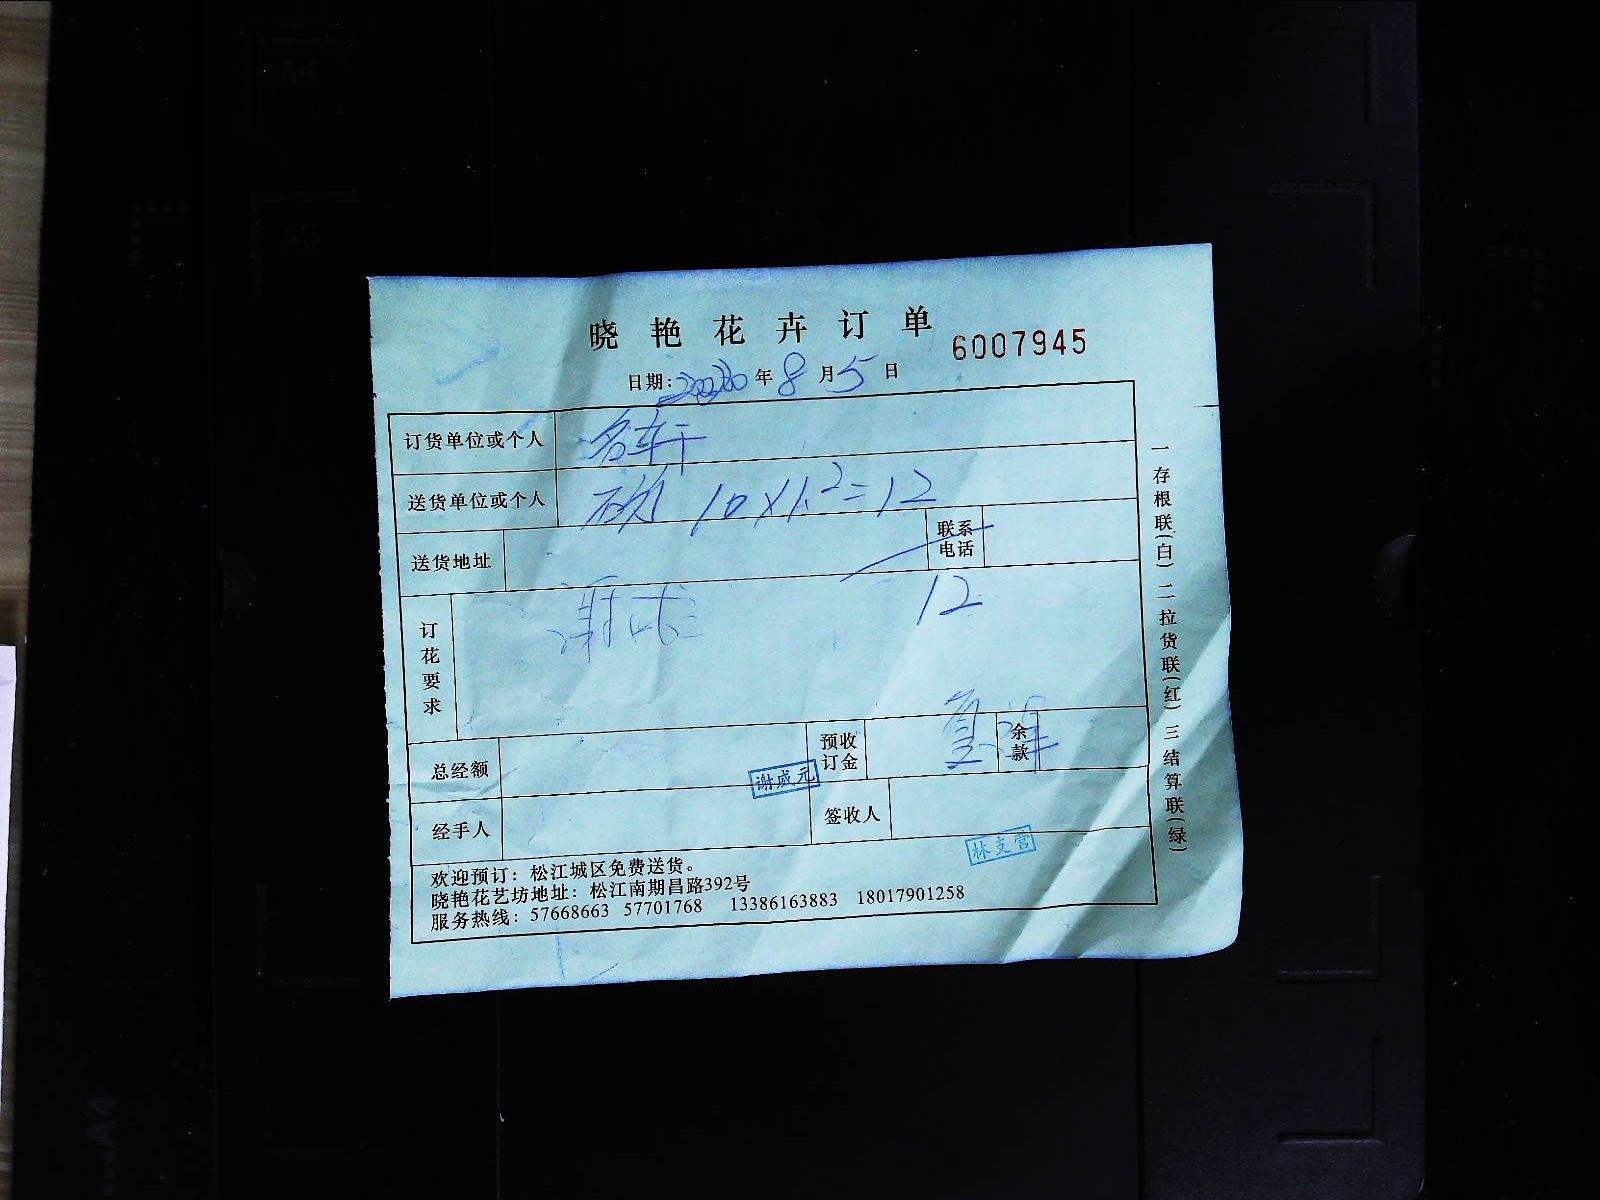 晓艳花卉订单
6007945
日期:2020年8月5日
订货单位或个人
送货单位或个人 10×1.2=12
送货地址 联系电话
订花要求
12
总经额 预收订金 余款
谢咸元
经手人 签收人
林支营
欢迎预订:松江城区免费送货。
晓艳花艺坊地址:松江南期昌路392号
服务热线:57668663 57701768 13386163883 18017901258
一存根联(白) 二拉货联(红) 三结算联(绿)